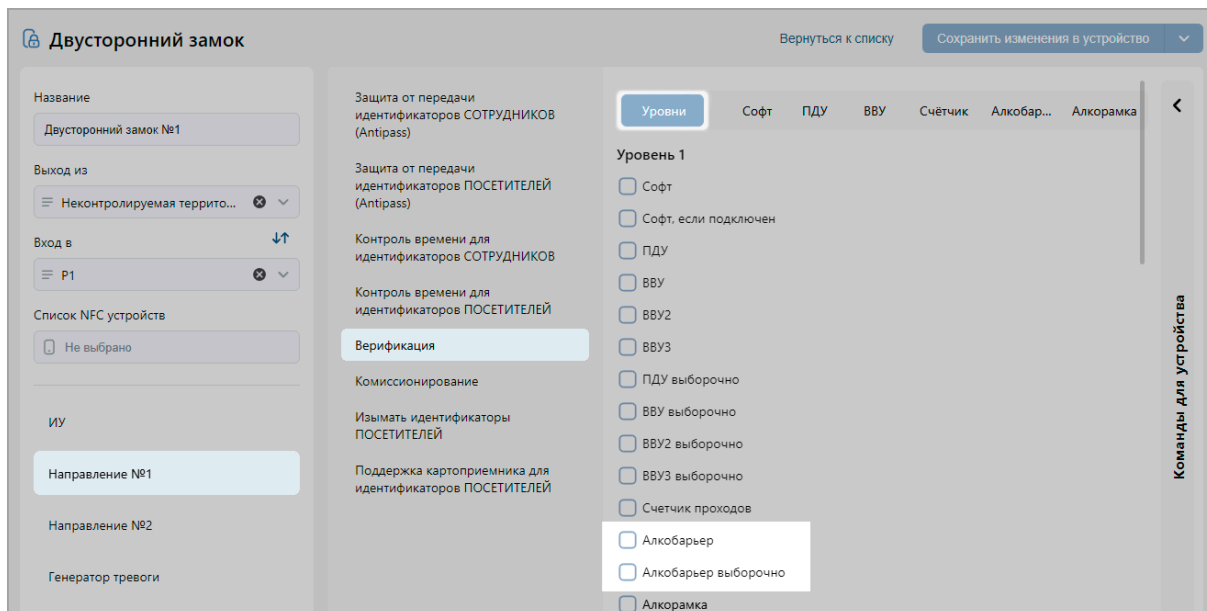 Двусторонний замок
Вернуться к списку
Сохранить изменения в устройство
Название
Двусторонний замок №1
Выход из
Неконтролируемая террито...
Вход в
Р1
Список NFC устройств
Не выбрано
ИУ
Направление №1
Направление №2
Генератор тревоги
Защита от передачи
идентификаторов СОТРУДНИКОВ
(Antipass)
Защита от передачи
идентификаторов ПОСЕТИТЕЛЕЙ
(Antipass)
Контроль времени для
идентификаторов СОТРУДНИКОВ
Контроль времени для
идентификаторов ПОСЕТИТЕЛЕЙ
Верификация
Комиссионирование
Изымать идентификаторы
ПОСЕТИТЕЛЕЙ
Поддержка картоприемника для
идентификаторов ПОСЕТИТЕЛЕЙ
Уровни
Софт
ПДУ
ВВУ
Счётчик
Алкобар...
Алкорамка
Уровень 1
Софт
Софт, если подключен
ПДУ
ВВУ
ВВУ2
ВВУ3
ПДУ выборочно
ВВУ выборочно
ВВУ2 выборочно
ВВУ3 выборочно
Счетчик проходов
Алкобарьер
Алкобарьер выборочно
Алкорамка
Команды для устройства